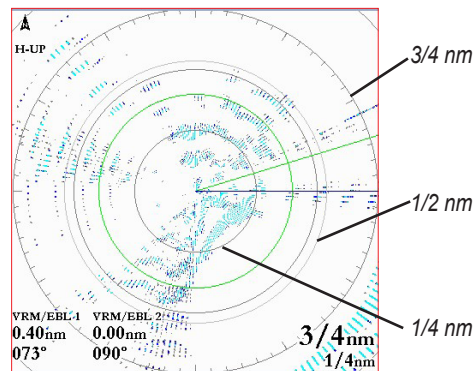 H-UP
3/4 nm
1/2 nm
1/4 nm
VRM/EBL 1 VRM/EBL 2
0.40nm 0.00nm
073° 090°
3/4nm
1/4nm